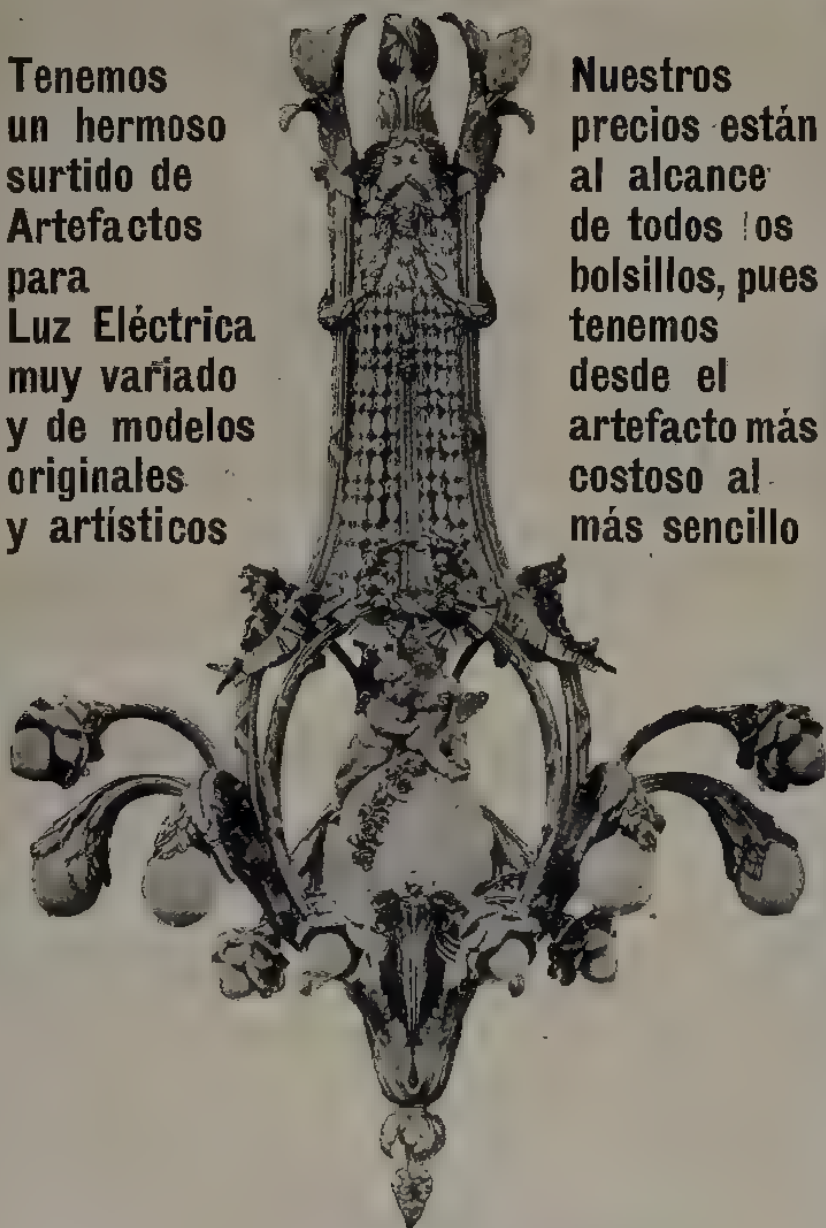 Tenemos
un hermoso
surtido de
Artefactos
para
Luz Eléctrica
muy variado
y de modelos
originales
y artísticos
Nuestros
precios están
al alcance
de todos los
bolsillos, pues
tenemos
desde el
artefacto más
costoso al
más sencillo